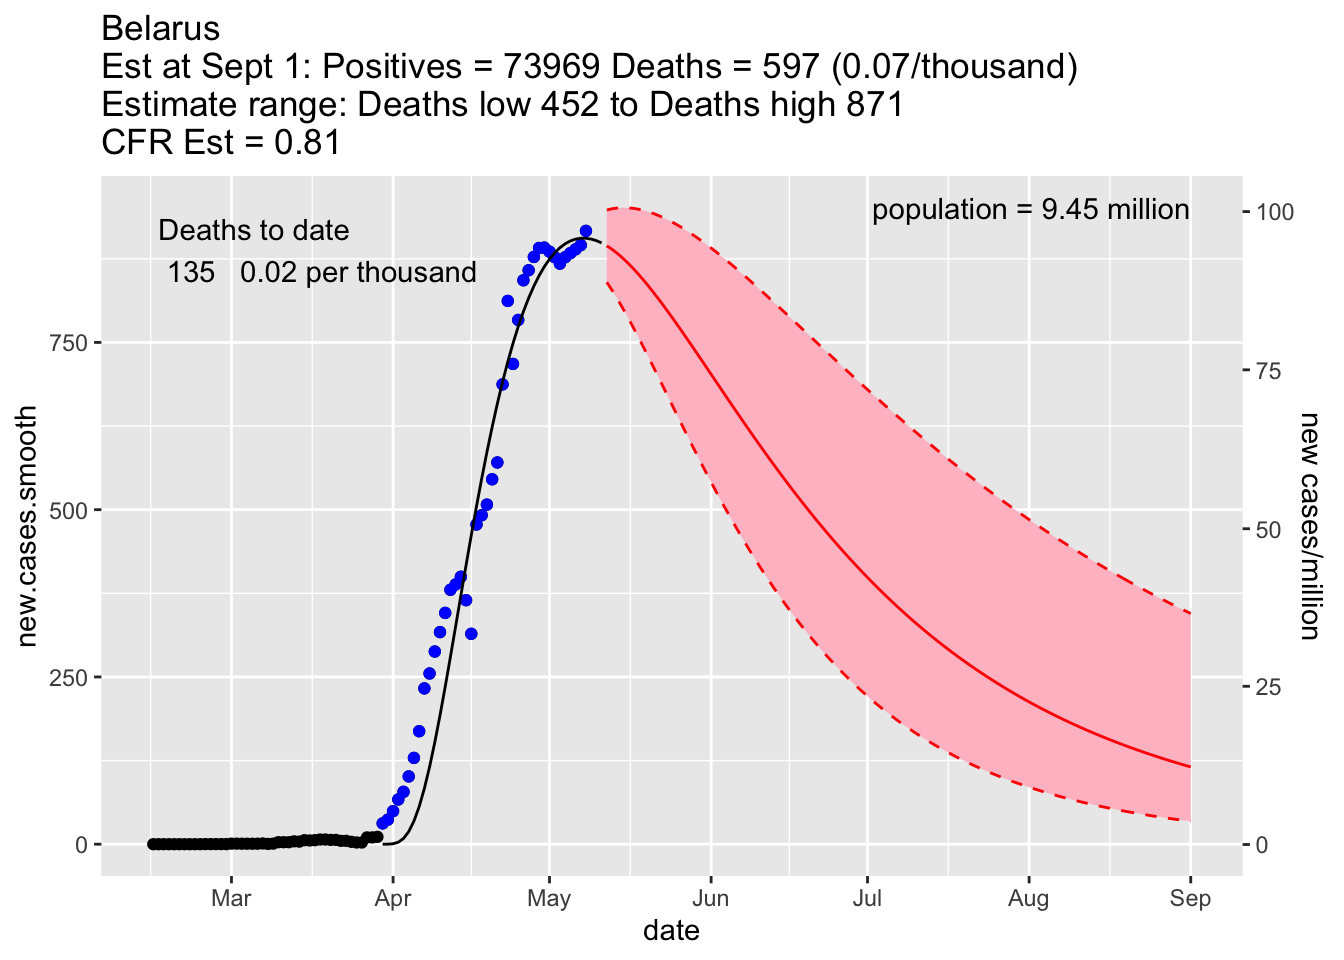 Belarus
Est at Sept 1: Positives = 73969 Deaths = 597 (0.07/thousand)
Estimate range: Deaths low 452 to Deaths high 871
CFR Est = 0.81
Deaths to date
135 0.02 per thousand
population = 9.45 million
new.cases.smooth
750
500
250
0
100
75
50
25
0
new cases/million
Mar
Apr
May
Jun
Jul
Aug
Sep
date